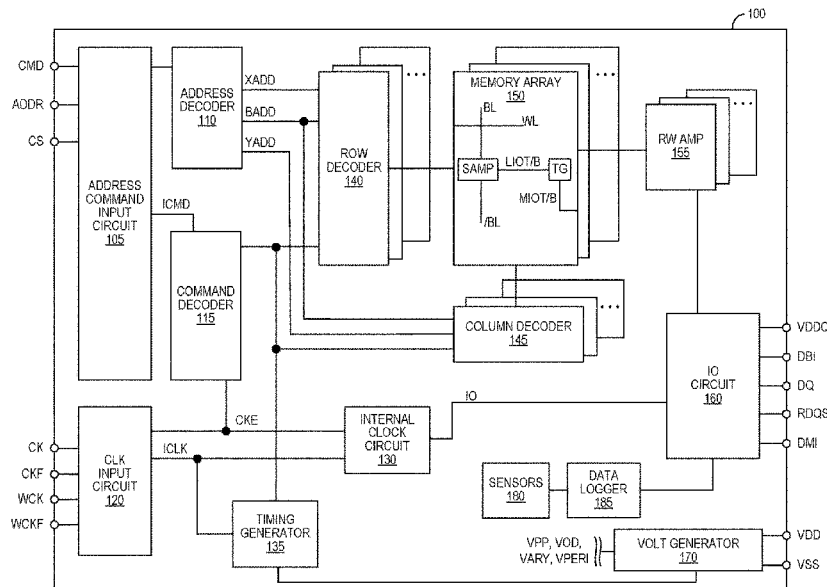 100
CMD
ADDR
CS
ADDRESS
COMMAND
INPUT
CIRCUIT
105
ADDRESS
DECODER
110
XADD
BADD
YADD
ICMD
COMMAND
DECODER
115
ROW
DECODER
140
...
MEMORY ARRAY
150
BL
WL
SAMP
LIOT/B
TG
MIOT/B
/BL
...
RW AMP
155
...
COLUMN DECODER
145
...
CK
CKF
WCK
WCKF
CLK
INPUT
CIRCUIT
120
CKE
ICLK
INTERNAL
CLOCK
CIRCUIT
130
IO
TIMING
GENERATOR
135
IO
CIRCUIT
160
VDDQ
DBI
DQ
RDQS
DMI
SENSORS
180
DATA
LOGGER
185
VPP, VOD,
VARY, VPERI
VOLT GENERATOR
170
VDD
VSS